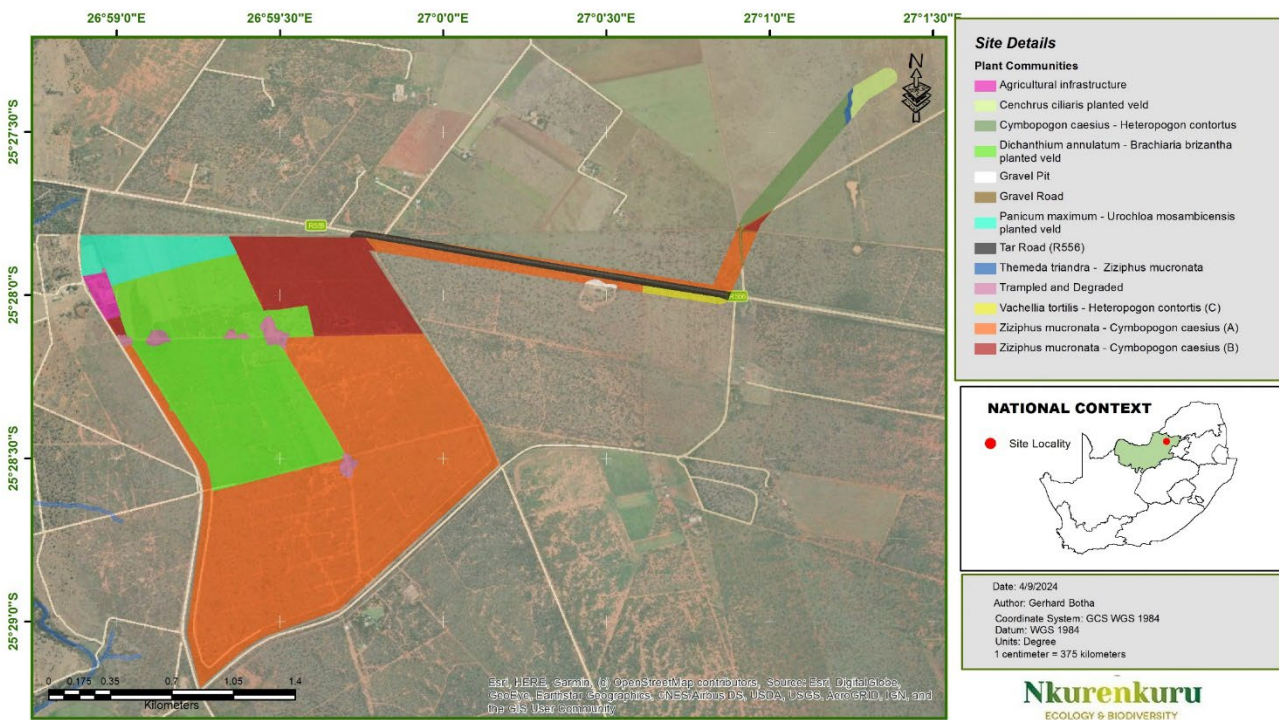 26°59'0"E
26°59'30"E
27°0'0"E
27°0'30"E
27°1'0"E
27°1'30"E
25°27'30"S
25°28'0"S
25°28'30"S
25°29'0"S
N
R556
R556
0 0.175 0.35 0.7 1.05 1.4
Kilometers
Esri, HERE, Garmin, (c) OpenStreetMap contributors, Source: Esri, DigitalGlobe,
GeoEye, Earthstar Geographics, CNES/Airbus DS, USDA, USGS, AeroGRID, IGN, and
the GIS User Community
Site Details
Plant Communities
Agricultural infrastructure
Cenchrus ciliaris planted veld
Cymbopogon caesius - Heteropogon contortus
Dichanthium annulatum - Brachiaria brizantha
planted veld
Gravel Pit
Gravel Road
Panicum maximum - Urochloa mosambicensis
planted veld
Tar Road (R556)
Themeda triandra - Ziziphus mucronata
Trampled and Degraded
Vachellia tortilis - Heteropogon contortis (C)
Ziziphus mucronata - Cymbopogon caesius (A)
Ziziphus mucronata - Cymbopogon caesius (B)
NATIONAL CONTEXT
Site Locality
Date: 4/9/2024
Author: Gerhard Botha
Coordinate System: GCS WGS 1984
Datum: WGS 1984
Units: Degree
1 centimeter = 375 kilometers
Nkurenkuru
ECOLOGY & BIODIVERSITY